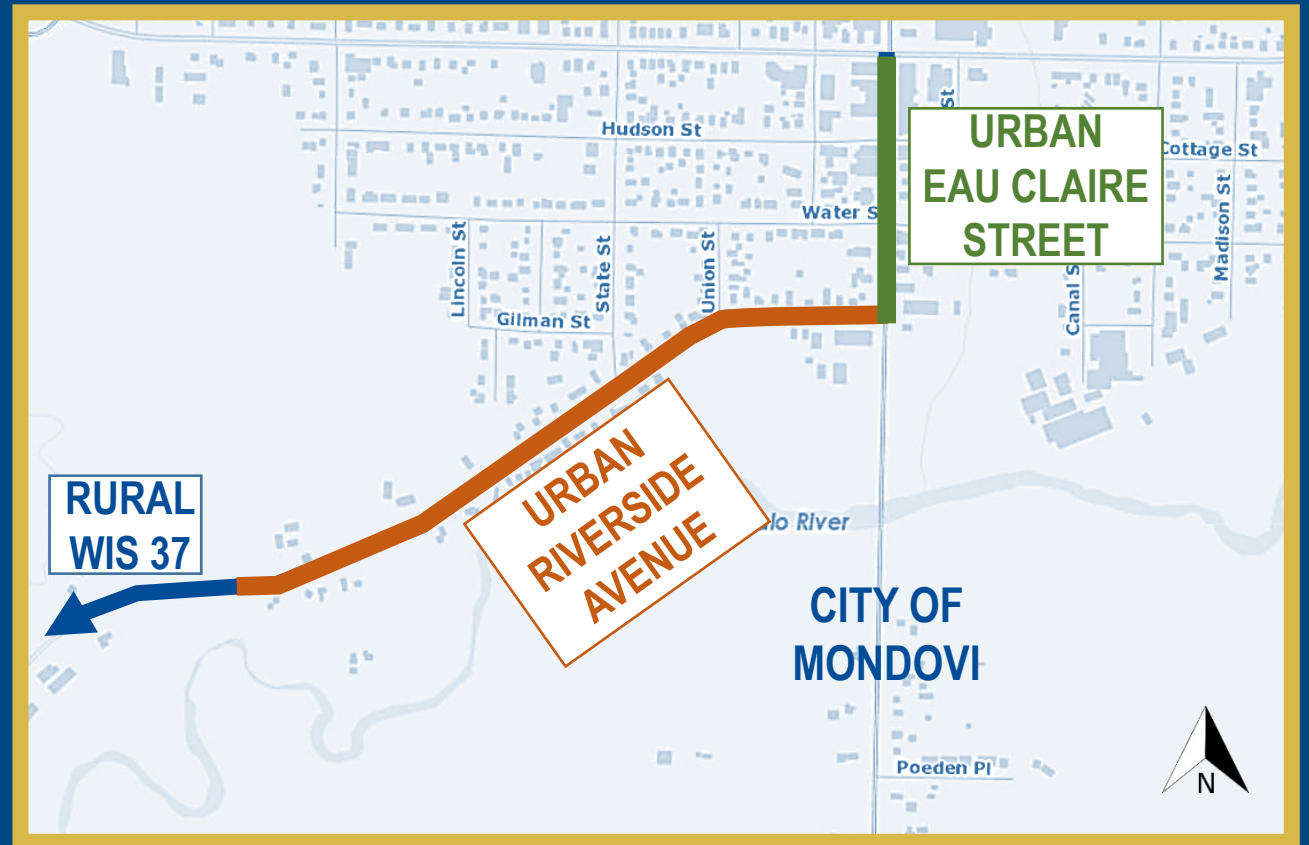 Hudson St
St
URBAN
EAU CLAIRE
STREET
Cottage St
Water S
Madison St
Lincoln St
State St
Union St
Canal S
Gilman St
URBAN
RIVERSIDE
AVENUE
RURAL
WIS 37
lo River
CITY OF
MONDOVI
Poeden Pl
N